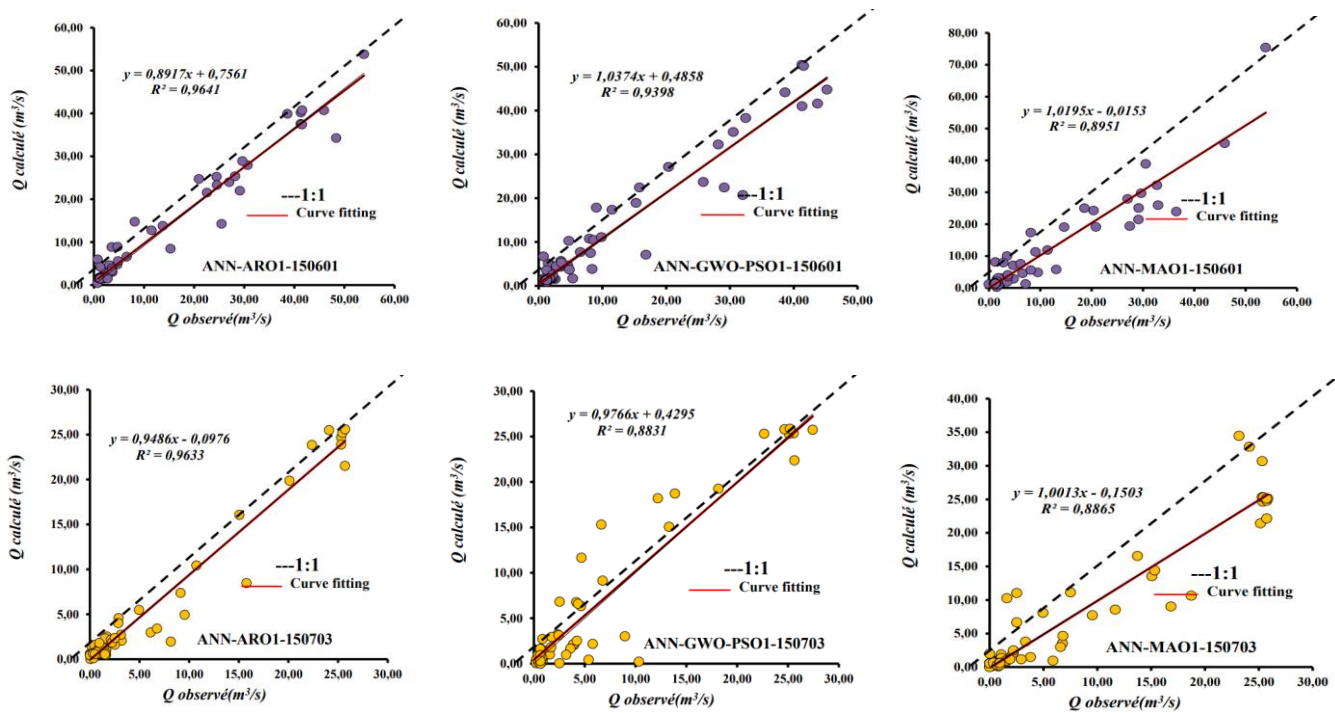 60,00
50,00
40,00
30,00
20,00
10,00
0,00
Q calculé (m³/s)
y = 0,8917x + 0,7561
R² = 0,9641
---1:1
Curve fitting
ANN-ARO1-150601
0,00 10,00 20,00 30,00 40,00 50,00 60,00
Q observé(m³/s)
60,00
50,00
40,00
30,00
20,00
10,00
0,00
Q calculé (m³/s)
y = 1,0374x + 0,4858
R² = 0,9398
---1:1
Curve fitting
ANN-GWO-PSO1-150601
0,00 10,00 20,00 30,00 40,00 50,00
Q observé(m³/s)
80,00
70,00
60,00
50,00
40,00
30,00
20,00
10,00
0,00
Q calculé (m³/s)
y = 1,0195x - 0,0153
R² = 0,8951
---1:1
Curve fitting
ANN-MAO1-150601
0,00 10,00 20,00 30,00 40,00 50,00 60,00
Q observé(m³/s)
30,00
25,00
20,00
15,00
10,00
5,00
0,00
Q calculé (m³/s)
y = 0,9486x - 0,0976
R² = 0,9633
---1:1
Curve fitting
ANN-ARO1-150703
0,00 5,00 10,00 15,00 20,00 25,00 30,00
Q observé(m³/s)
30,00
25,00
20,00
15,00
10,00
5,00
0,00
Q calculé (m³/s)
y = 0,9766x + 0,4295
R² = 0,8831
---1:1
Curve fitting
ANN-GWO-PSO1-150703
0,00 5,00 10,00 15,00 20,00 25,00 30,00
Q observé(m³/s)
40,00
35,00
30,00
25,00
20,00
15,00
10,00
5,00
0,00
Q calculé (m³/s)
y = 1,0013x - 0,1503
R² = 0,8865
---1:1
Curve fitting
ANN-MAO1-150703
0,00 5,00 10,00 15,00 20,00 25,00 30,00
Q observé(m³/s)